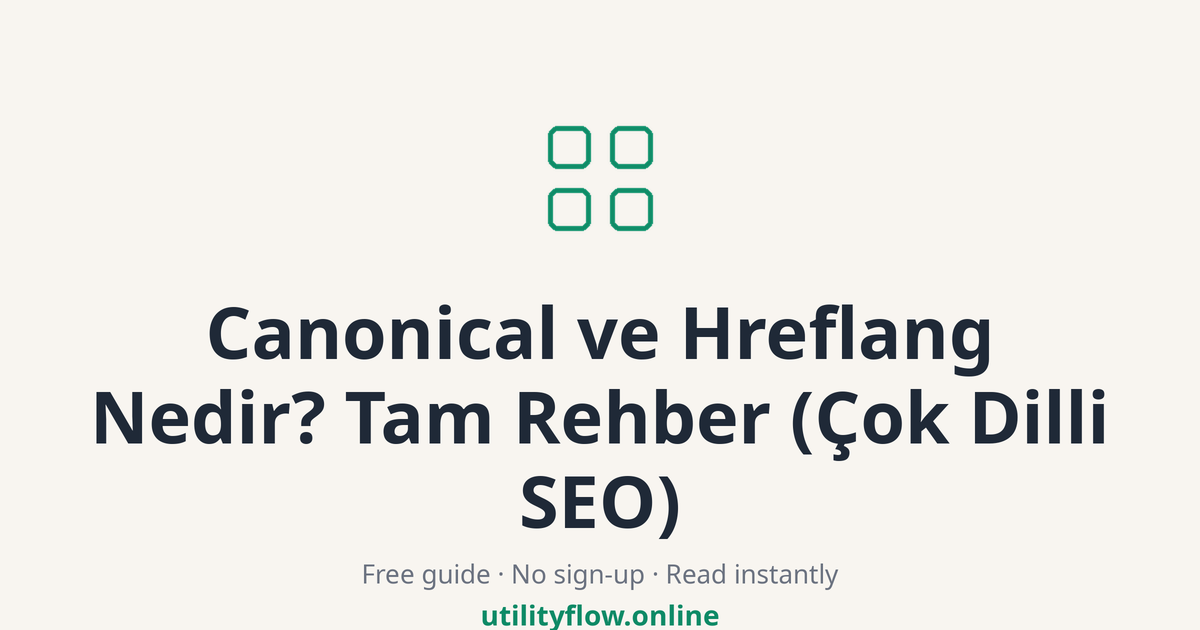 Canonical ve Hreflang
Nedir? Tam Rehber (Çok Dilli
SEO)
Free guide · No sign-up · Read instantly
utilityflow.online